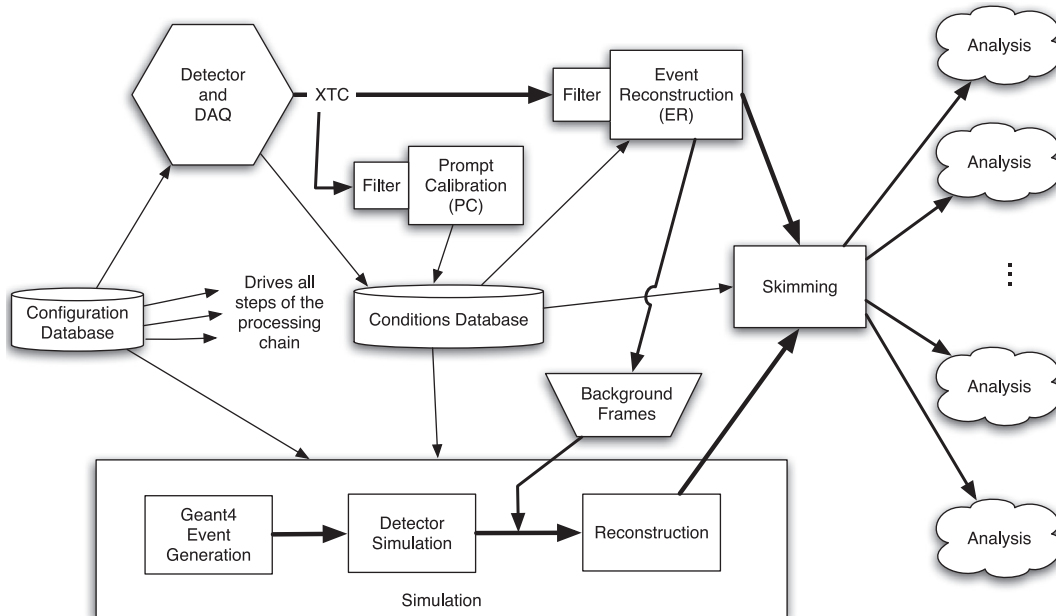 Detector
and
DAQ
XTC
Filter
Event
Reconstruction
(ER)
Analysis
Analysis
Filter
Prompt
Calibration
(PC)
Configuration
Database
Drives all
steps of the
processing
chain
Conditions Database
Skimming
Background
Frames
Analysis
Geant4
Event
Generation
Detector
Simulation
Reconstruction
Analysis
Simulation